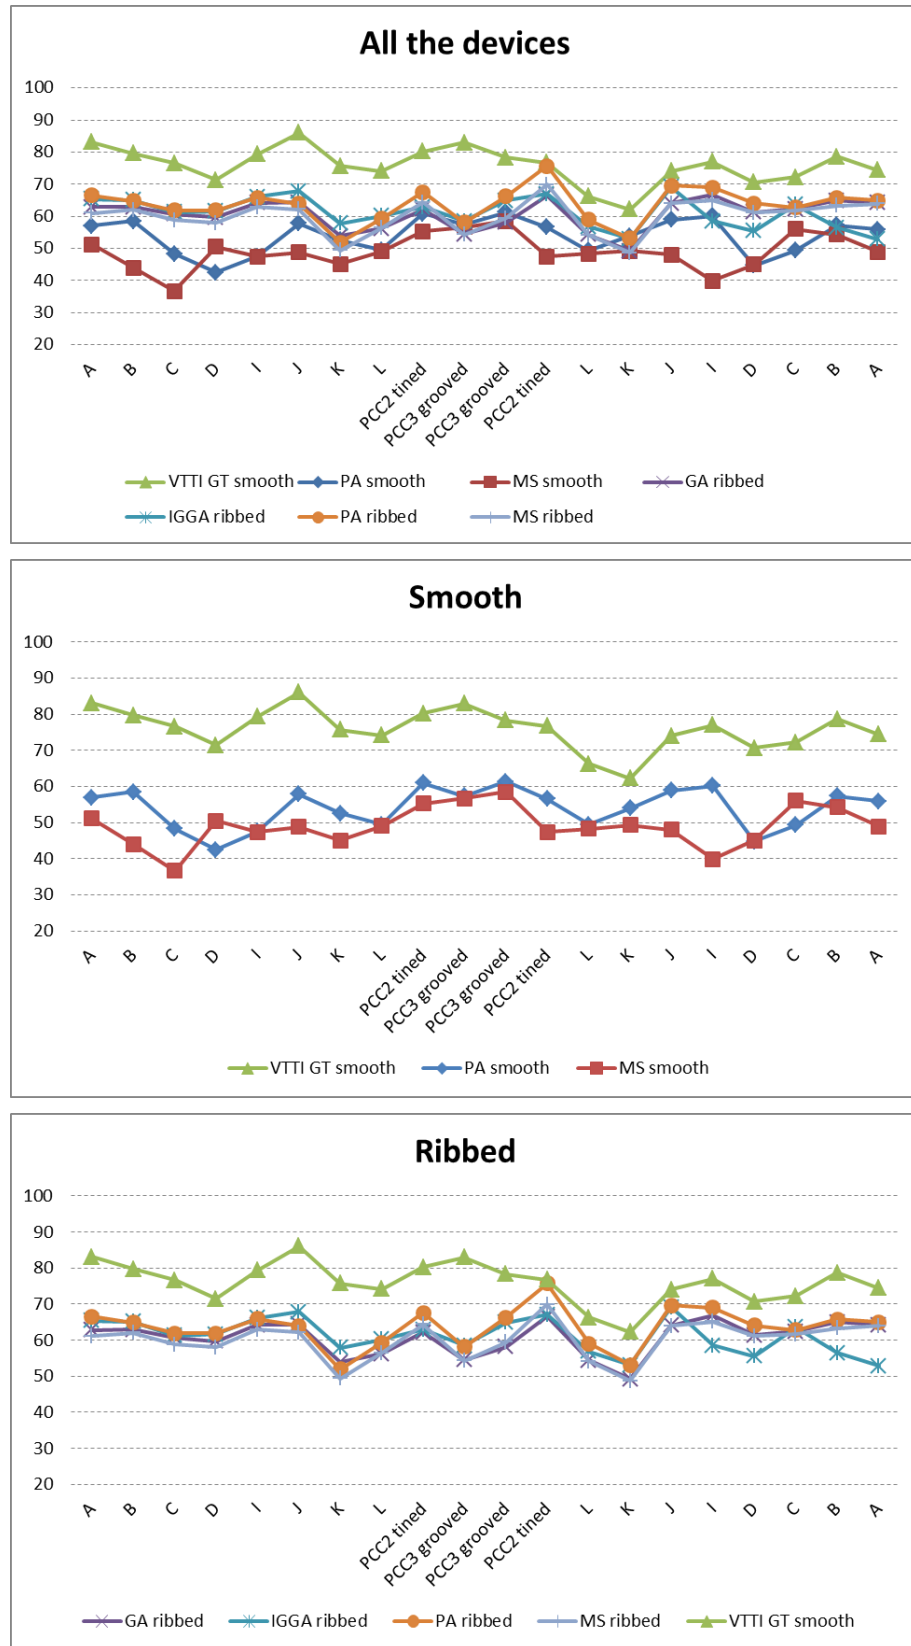 All the devices
100
90
80
70
60
50
40
30
20
A B C D I J K L PCC2 tined PCC3 grooved PCC3 grooved PCC2 tined L K J I D C B A
VTTI GT smooth PA smooth MS smooth GA ribbed
IGGA ribbed PA ribbed MS ribbed
Smooth
100
90
80
70
60
50
40
30
20
A B C D I J K L PCC2 tined PCC3 grooved PCC3 grooved PCC2 tined L K J I D C B A
VTTI GT smooth PA smooth MS smooth
Ribbed
100
90
80
70
60
50
40
30
20
A B C D I J K L PCC2 tined PCC3 grooved PCC3 grooved PCC2 tined L K J I D C B A
GA ribbed IGGA ribbed PA ribbed MS ribbed VTTI GT smooth